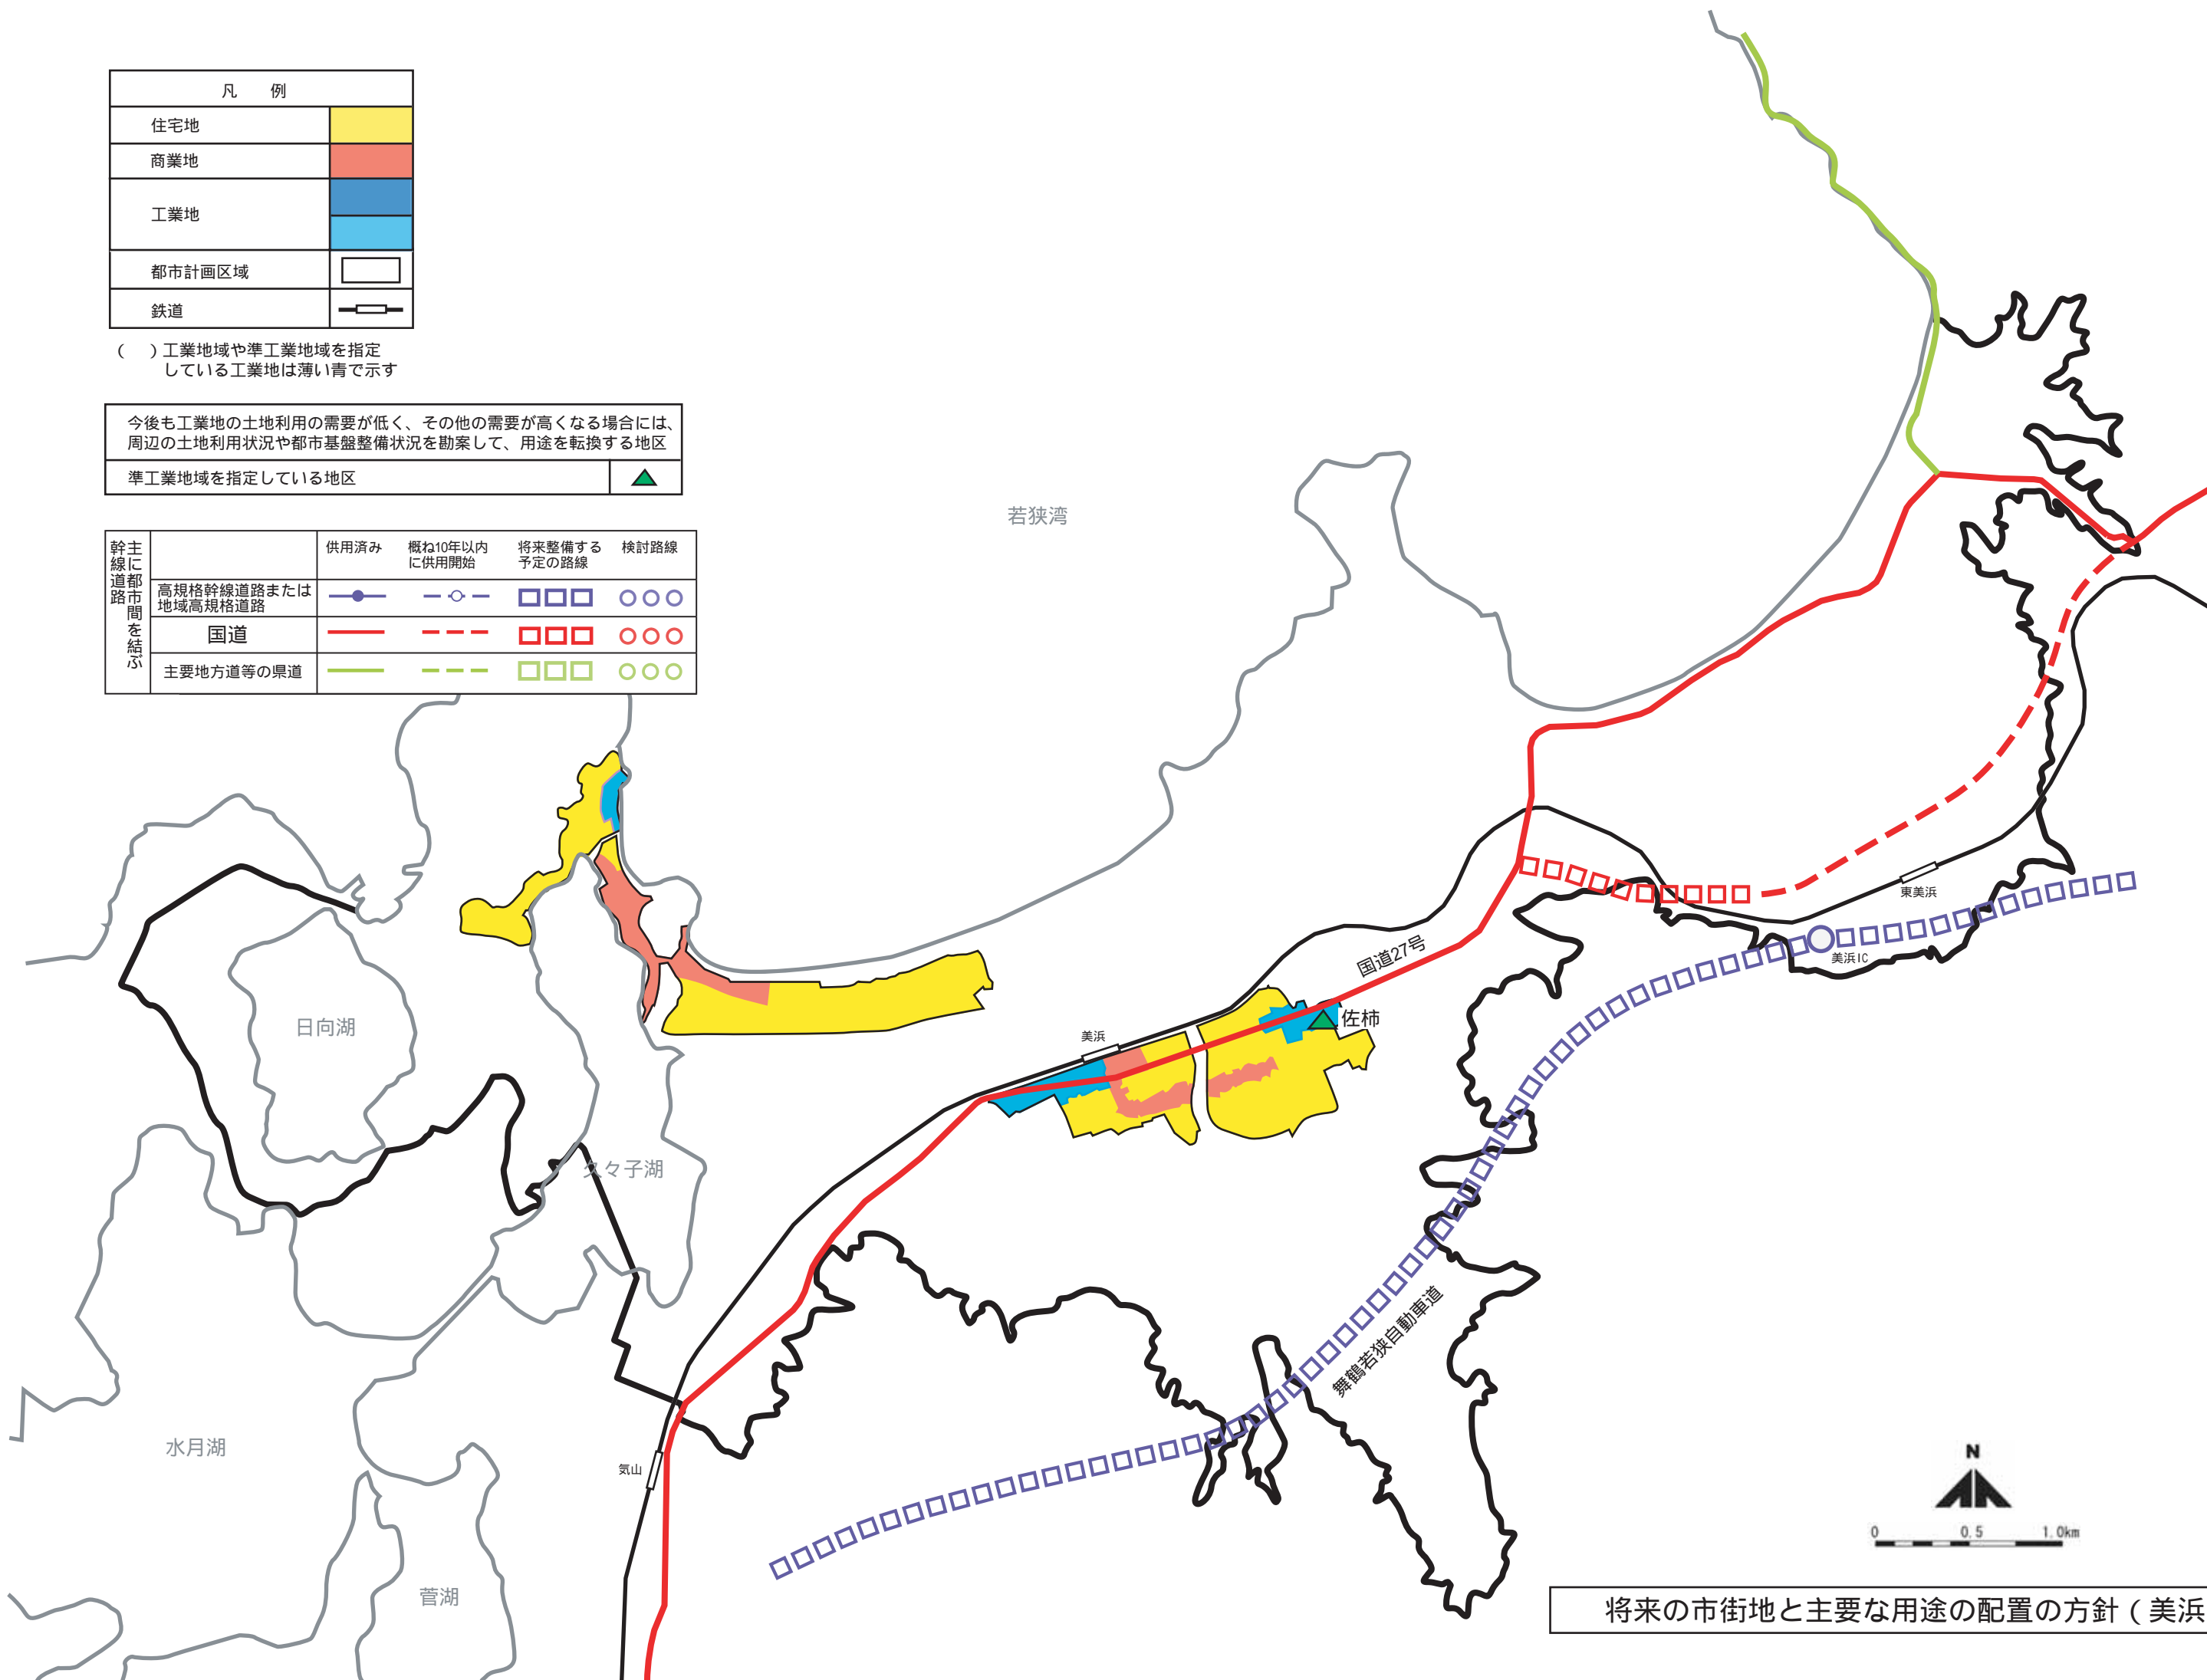 凡 例
住宅地
商業地
工業地
都市計画区域
鉄道
( )工業地域や準工業地域を指定
している工業地は薄い青で示す
今後も工業地の土地利用の需要が低く、その他の需要が高くなる場合には、
周辺の土地利用状況や都市基盤整備状況を勘案して、用途を転換する地区
準工業地域を指定している地区
主に都市間を結ぶ
幹線道路
供用済み
概ね10年以内
に供用開始
将来整備する
予定の路線
検討路線
高規格幹線道路または
地域高規格道路
国道
主要地方道等の県道
若狭湾
日向湖
久々子湖
水月湖
菅湖
気山
美浜
佐柿
国道27号
東美浜
美浜IC
舞鶴若狭自動車道
N
0 0.5 1.0km
将来の市街地と主要な用途の配置の方針(美浜